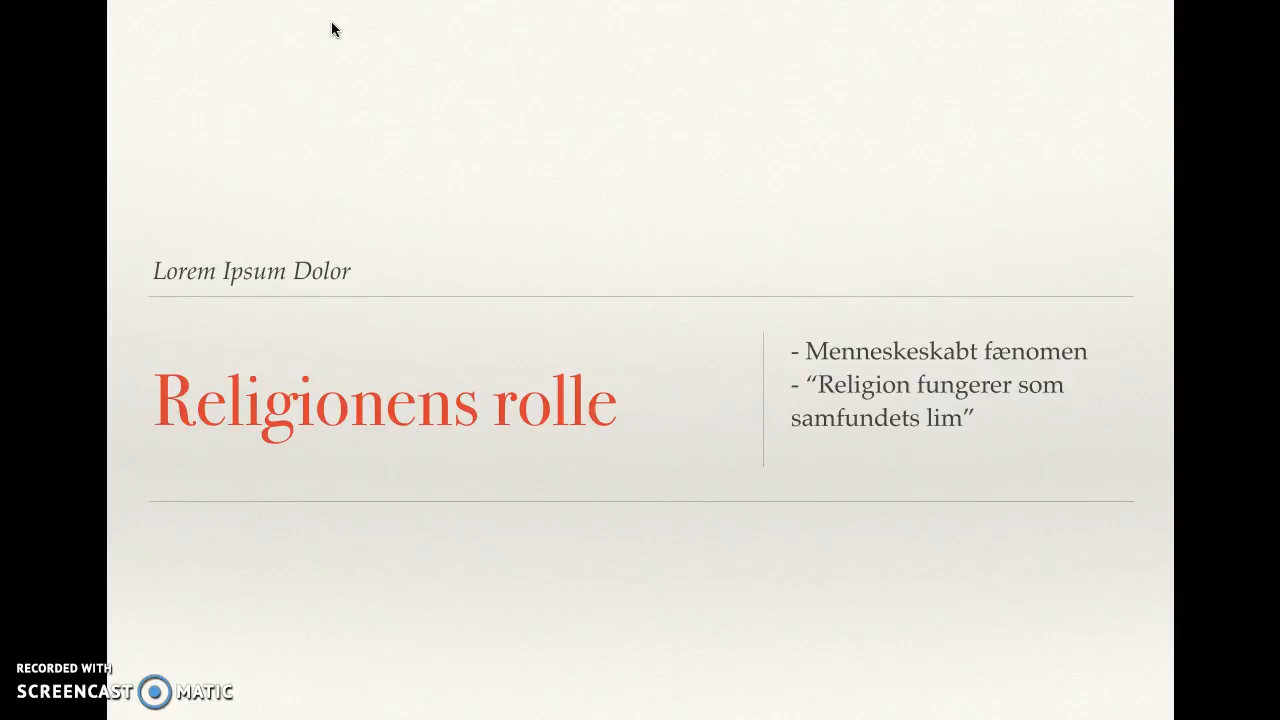 Lorem Ipsum Dolor
Religionens rolle
- Menneskeskabt fænomen
- “Religion fungerer som
samfundets lim”
RECORDED WITH
SCREENCAST MATIC